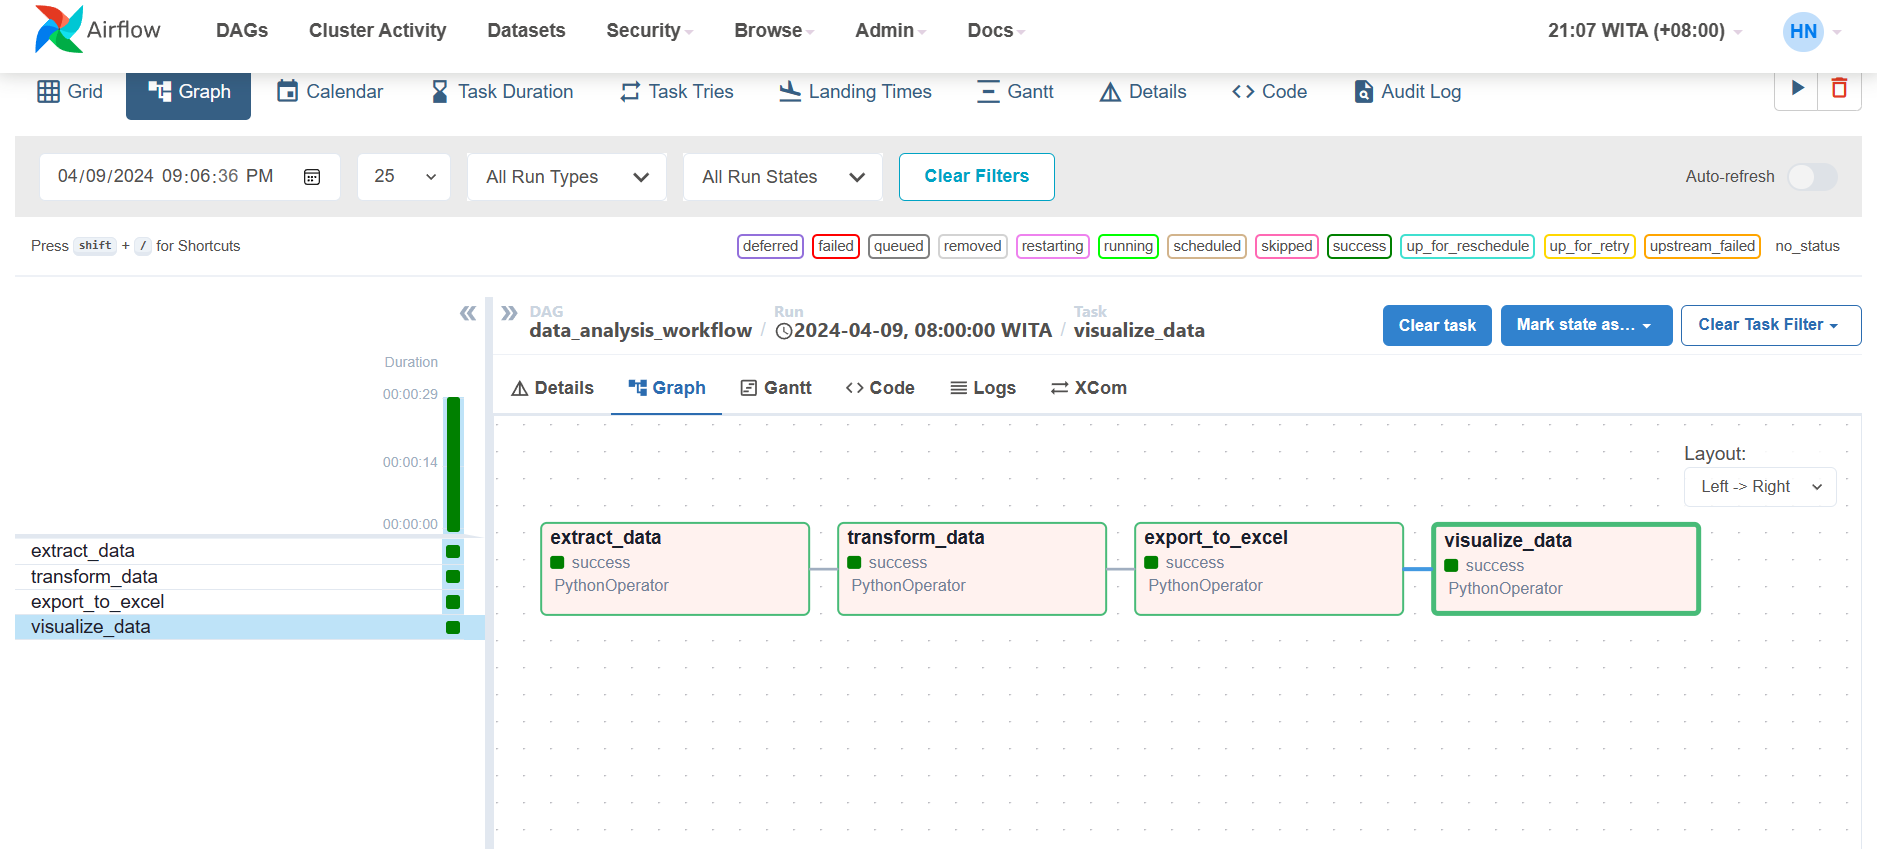 Airflow DAGs Cluster Activity Datasets Security Browse Admin Docs 21:07 WITA (+08:00) HN
Grid Graph Calendar Task Duration Task Tries Landing Times Gantt Details Code Audit Log
04/09/2024 09:06:36 PM 25 All Run Types All Run States Clear Filters Auto-refresh
Press shift + / for Shortcuts deferred failed queued removed restarting running scheduled skipped success up_for_reschedule up_for_retry upstream_failed no_status
DAG Run Task
data_analysis_workflow / 2024-04-09, 08:00:00 WITA / visualize_data Clear task Mark state as... Clear Task Filter
Duration
00:00:29
00:00:14
00:00:00
extract_data
transform_data
export_to_excel
visualize_data
Details Graph Gantt Code Logs XCom
Layout:
Left -> Right
extract_data
success
PythonOperator
transform_data
success
PythonOperator
export_to_excel
success
PythonOperator
visualize_data
success
PythonOperator